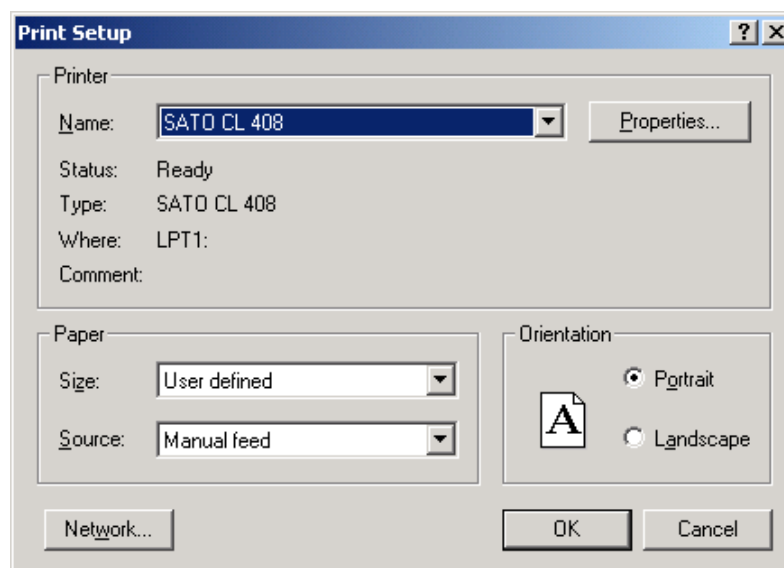 Print Setup
Printer
Name: SATO CL 408 Properties...
Status: Ready
Type: SATO CL 408
Where: LPT1:
Comment:
Paper
Size: User defined
Source: Manual feed
Orientation
A
Portrait
Landscape
Network... OK Cancel